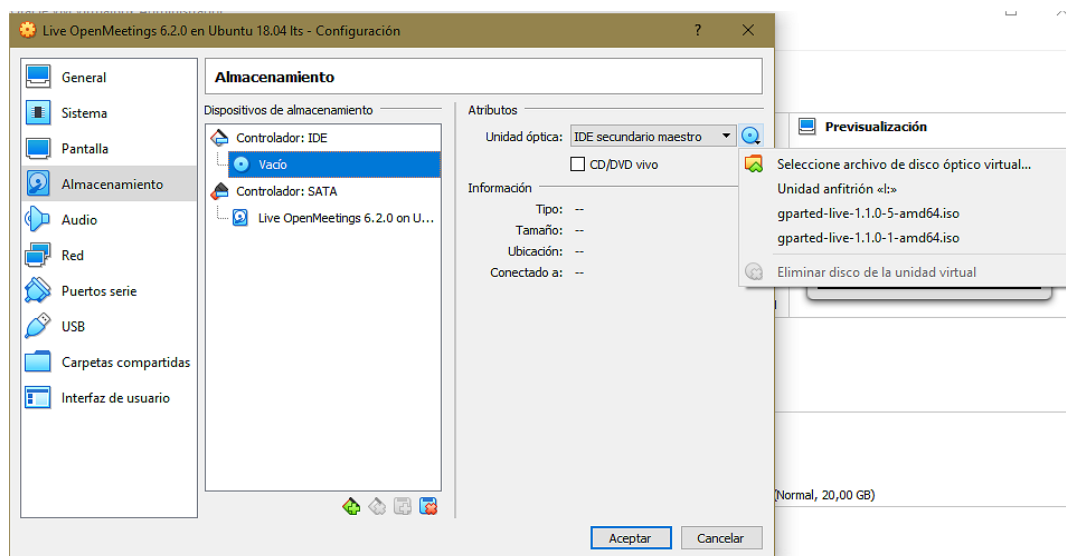 Live OpenMeetings 6.2.0 en Ubuntu 18.04 lts - Configuración
?
General
Sistema
Pantalla
Almacenamiento
Audio
Red
Puertos serie
USB
Carpetas compartidas
Interfaz de usuario
Almacenamiento
Dispositivos de almacenamiento
Controlador: IDE
Vacío
Controlador: SATA
Live OpenMeetings 6.2.0 on U...
Atributos
Unidad óptica: IDE secundario maestro
CD/DVD vivo
Información
Tipo: --
Tamaño: --
Ubicación: --
Conectado a: --
Previsualización
Seleccione archivo de disco óptico virtual...
Unidad anfitrión «I:»
gparted-live-1.1.0-5-amd64.iso
gparted-live-1.1.0-1-amd64.iso
Eliminar disco de la unidad virtual
(Normal, 20,00 GB)
Aceptar
Cancelar